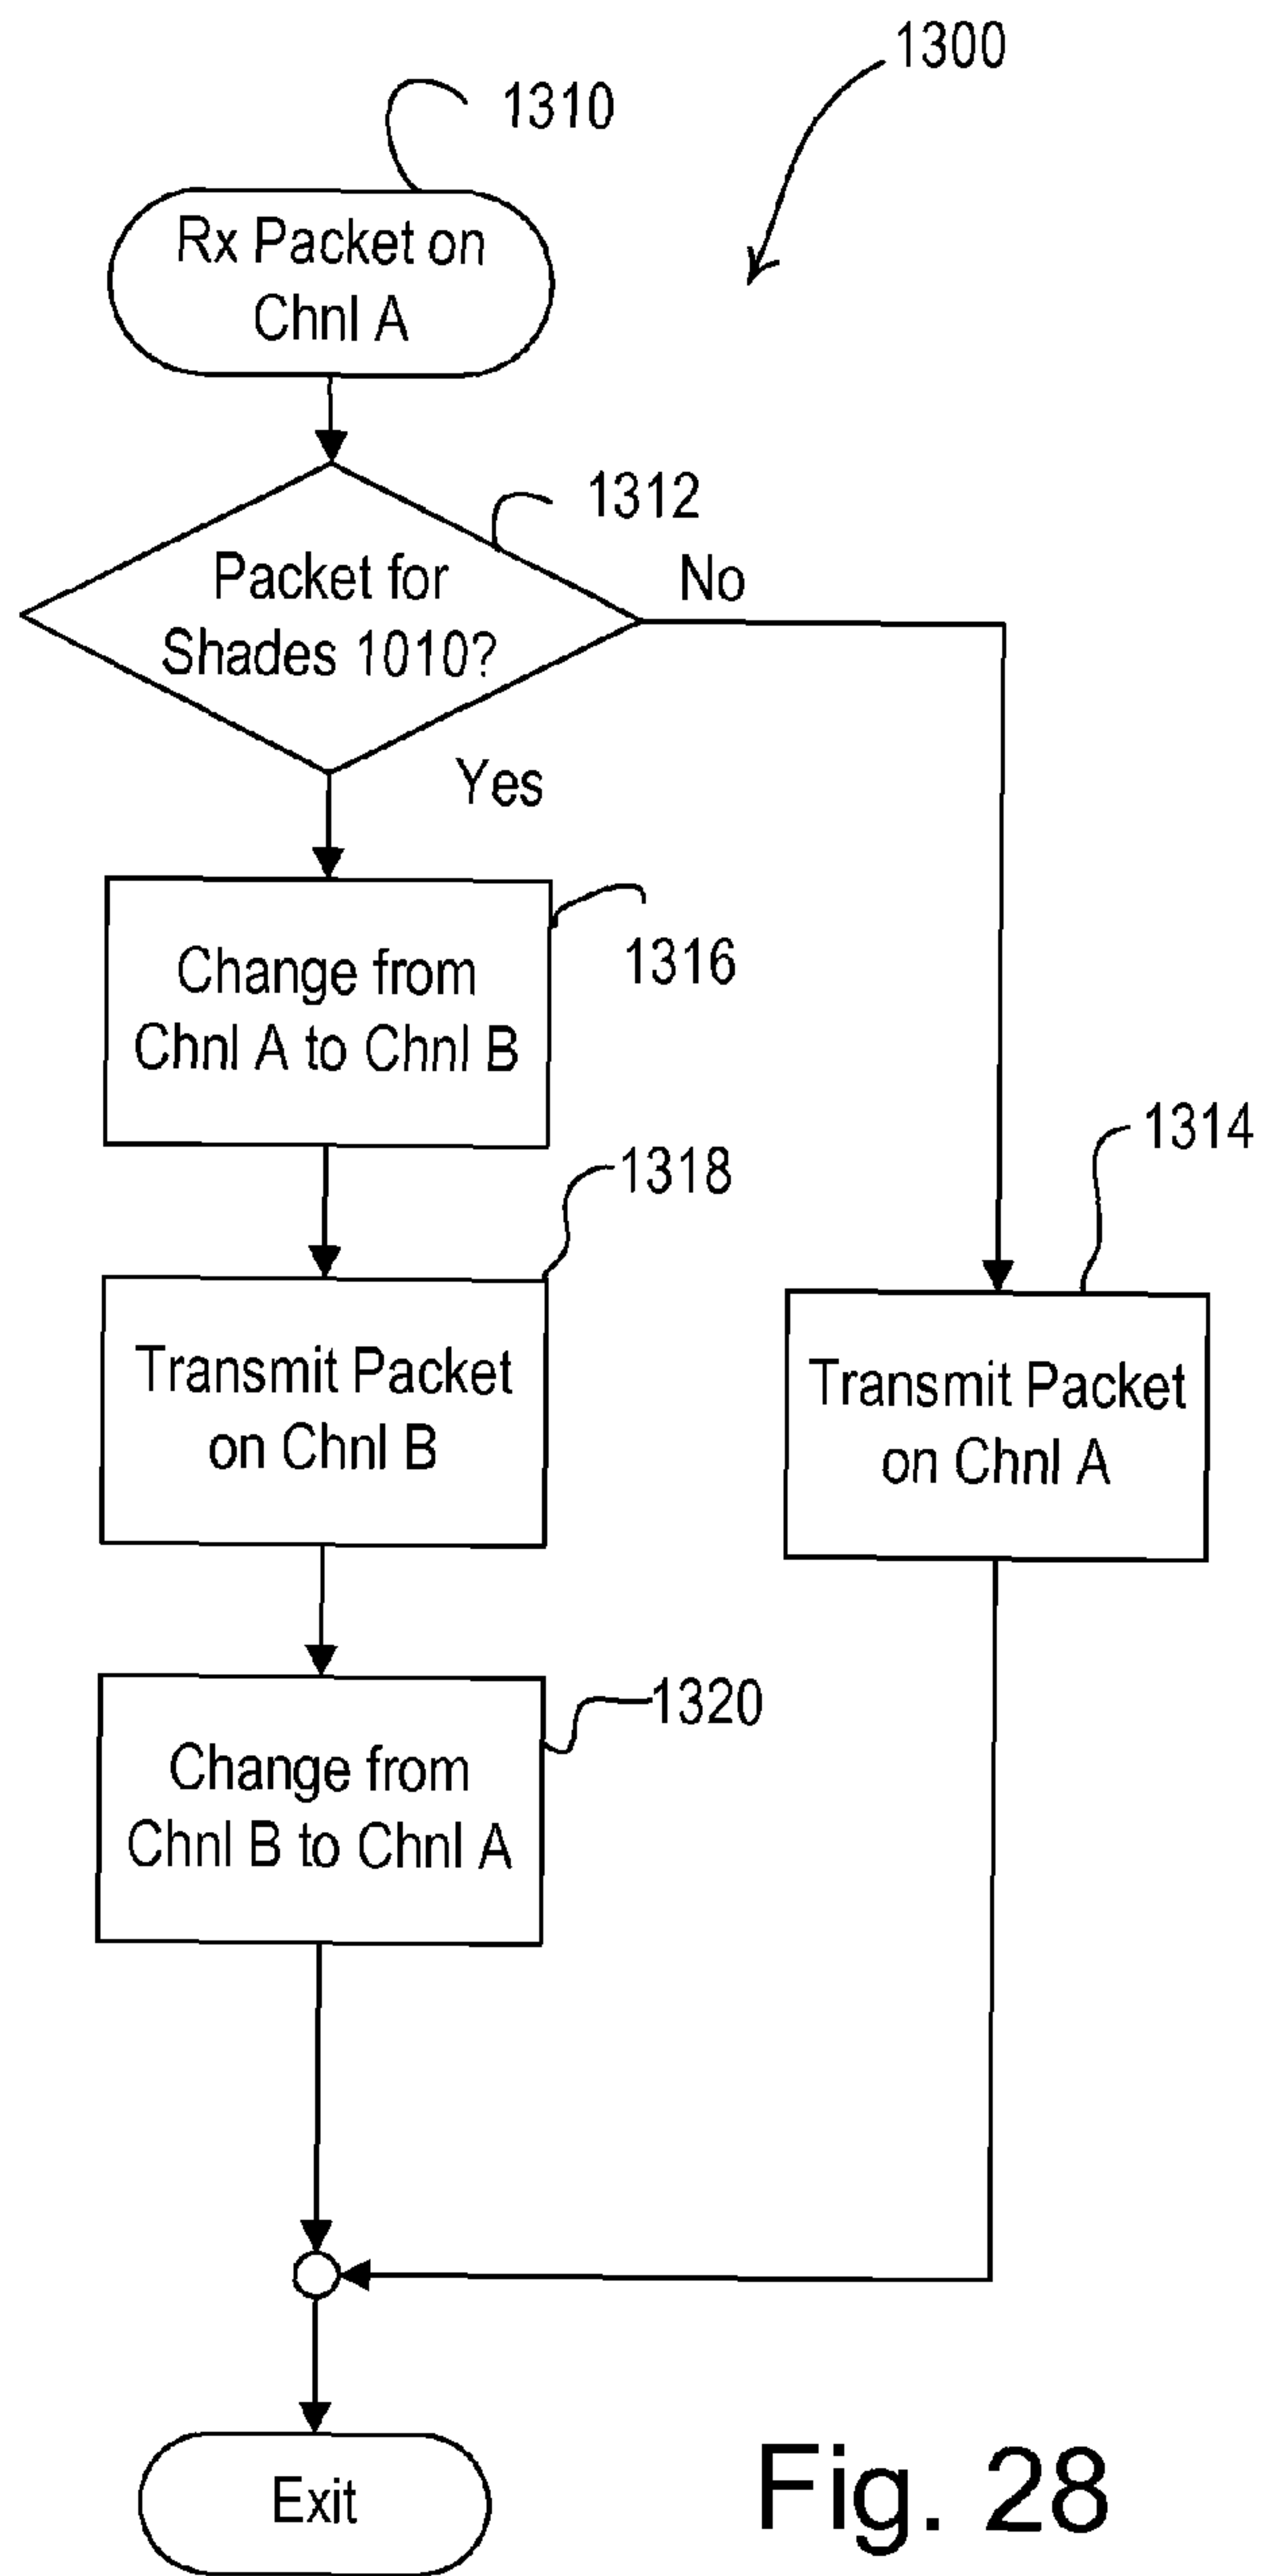 1300
1310
Rx Packet on
Chnl A
1312
Packet for
Shades 1010?
No
Yes
Change from
Chnl A to Chnl B
1316
1314
1318
Transmit Packet
on Chnl B
Transmit Packet
on Chnl A
1320
Change from
Chnl B to Chnl A
Exit
Fig. 28